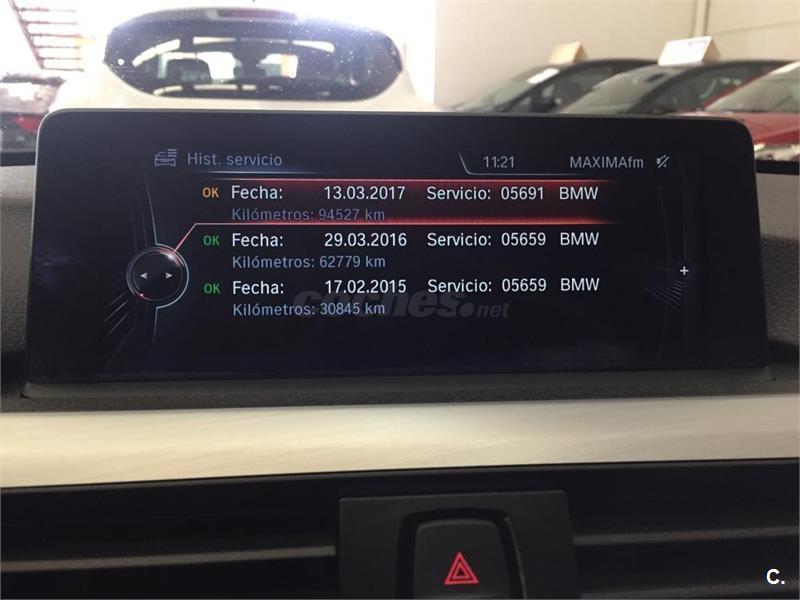 Hist. servicio 11:21 MAXIMAfm
OK Fecha: 13.03.2017 Servicio: 05691 BMW
Kilómetros: 94527 km
OK Fecha: 29.03.2016 Servicio: 05659 BMW
Kilómetros: 62779 km
OK Fecha: 17.02.2015 Servicio: 05659 BMW
Kilómetros: 30845 km
coches.net
C.